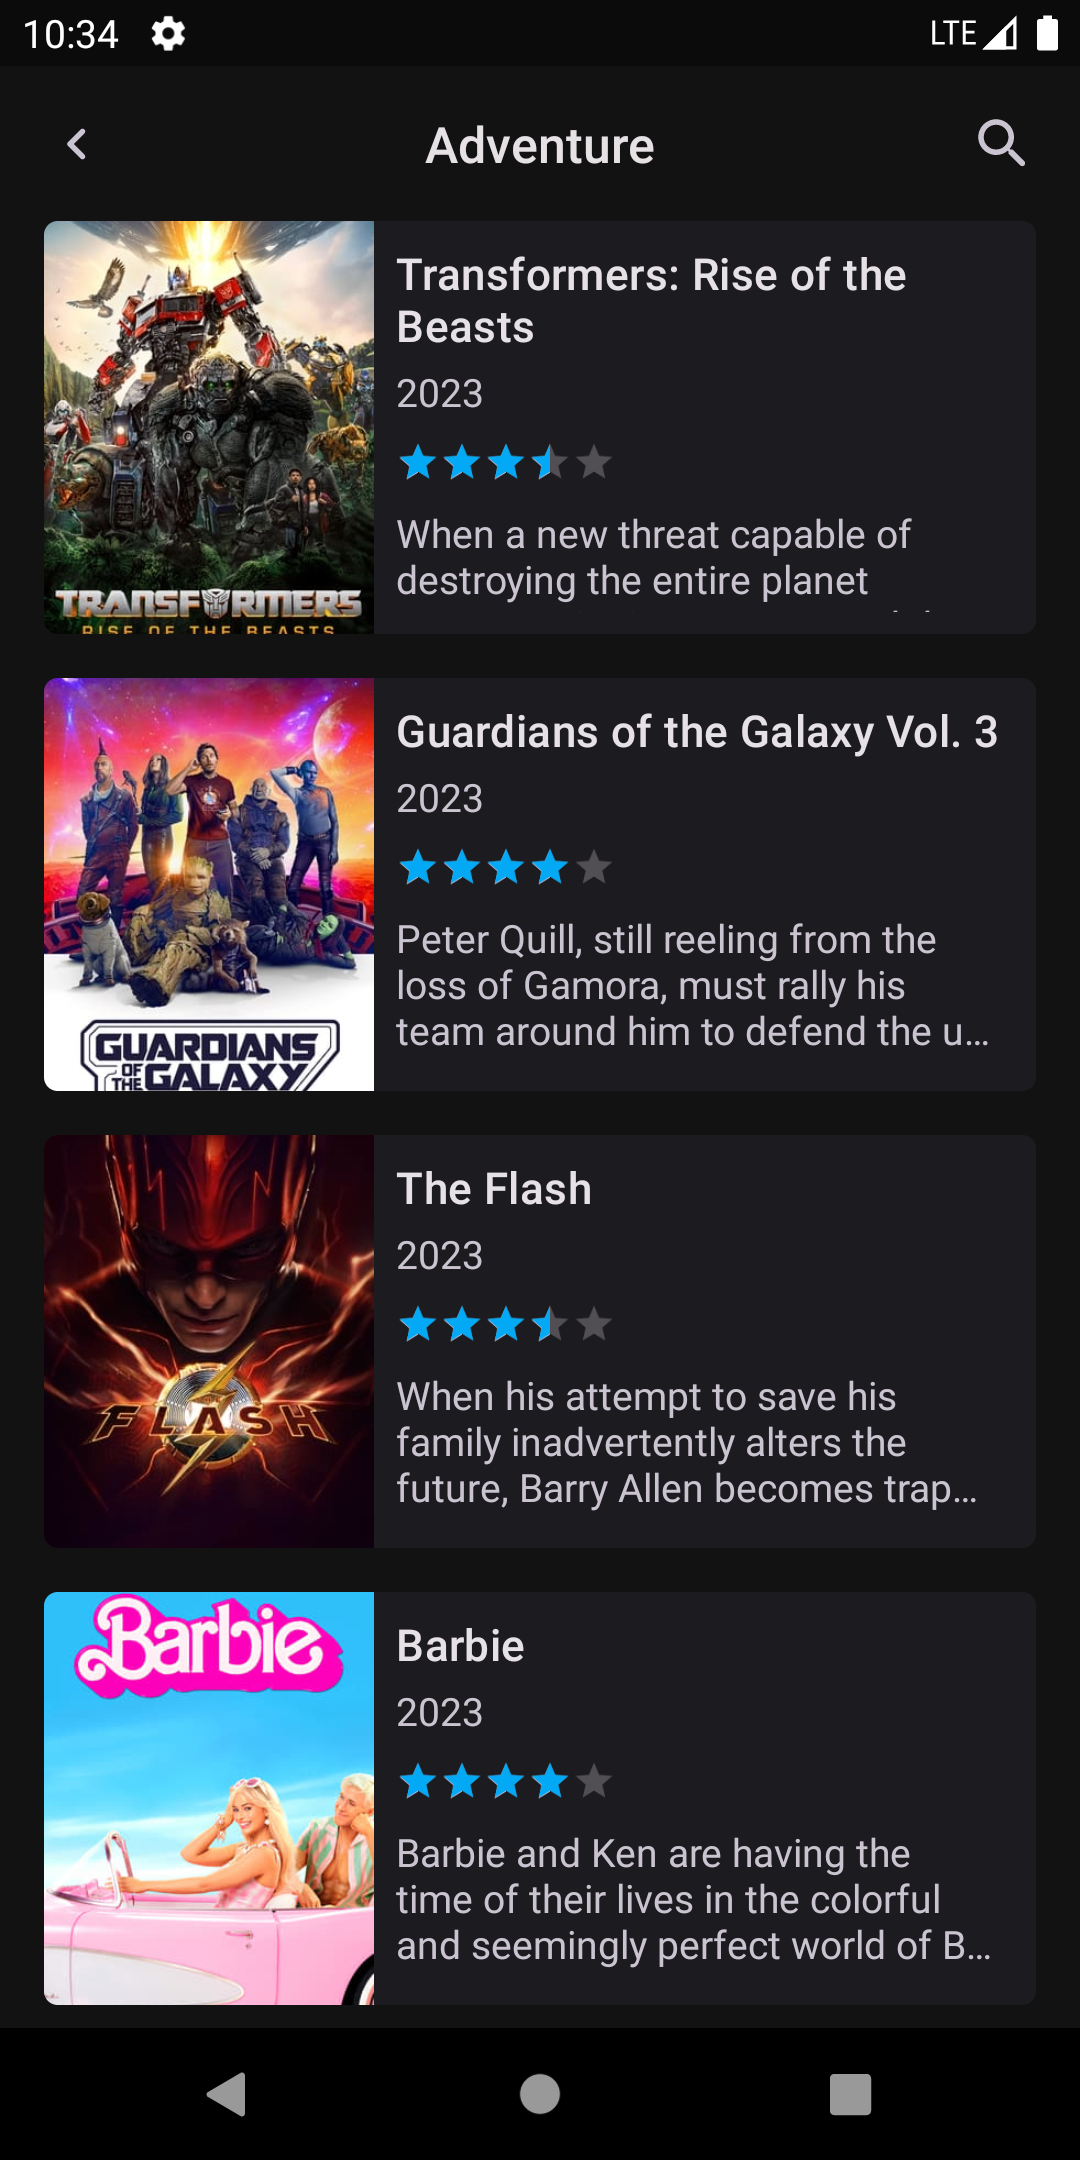 10:34
LTE
Adventure
TRANSFORMERS
RISE OF THE BEASTS
Transformers: Rise of the
Beasts
2023
When a new threat capable of
destroying the entire planet
GUARDIANS
OF THE GALAXY
Guardians of the Galaxy Vol. 3
2023
Peter Quill, still reeling from the
loss of Gamora, must rally his
team around him to defend the u…
FLASH
The Flash
2023
When his attempt to save his
family inadvertently alters the
future, Barry Allen becomes trap…
Barbie
Barbie
2023
Barbie and Ken are having the
time of their lives in the colorful
and seemingly perfect world of B…